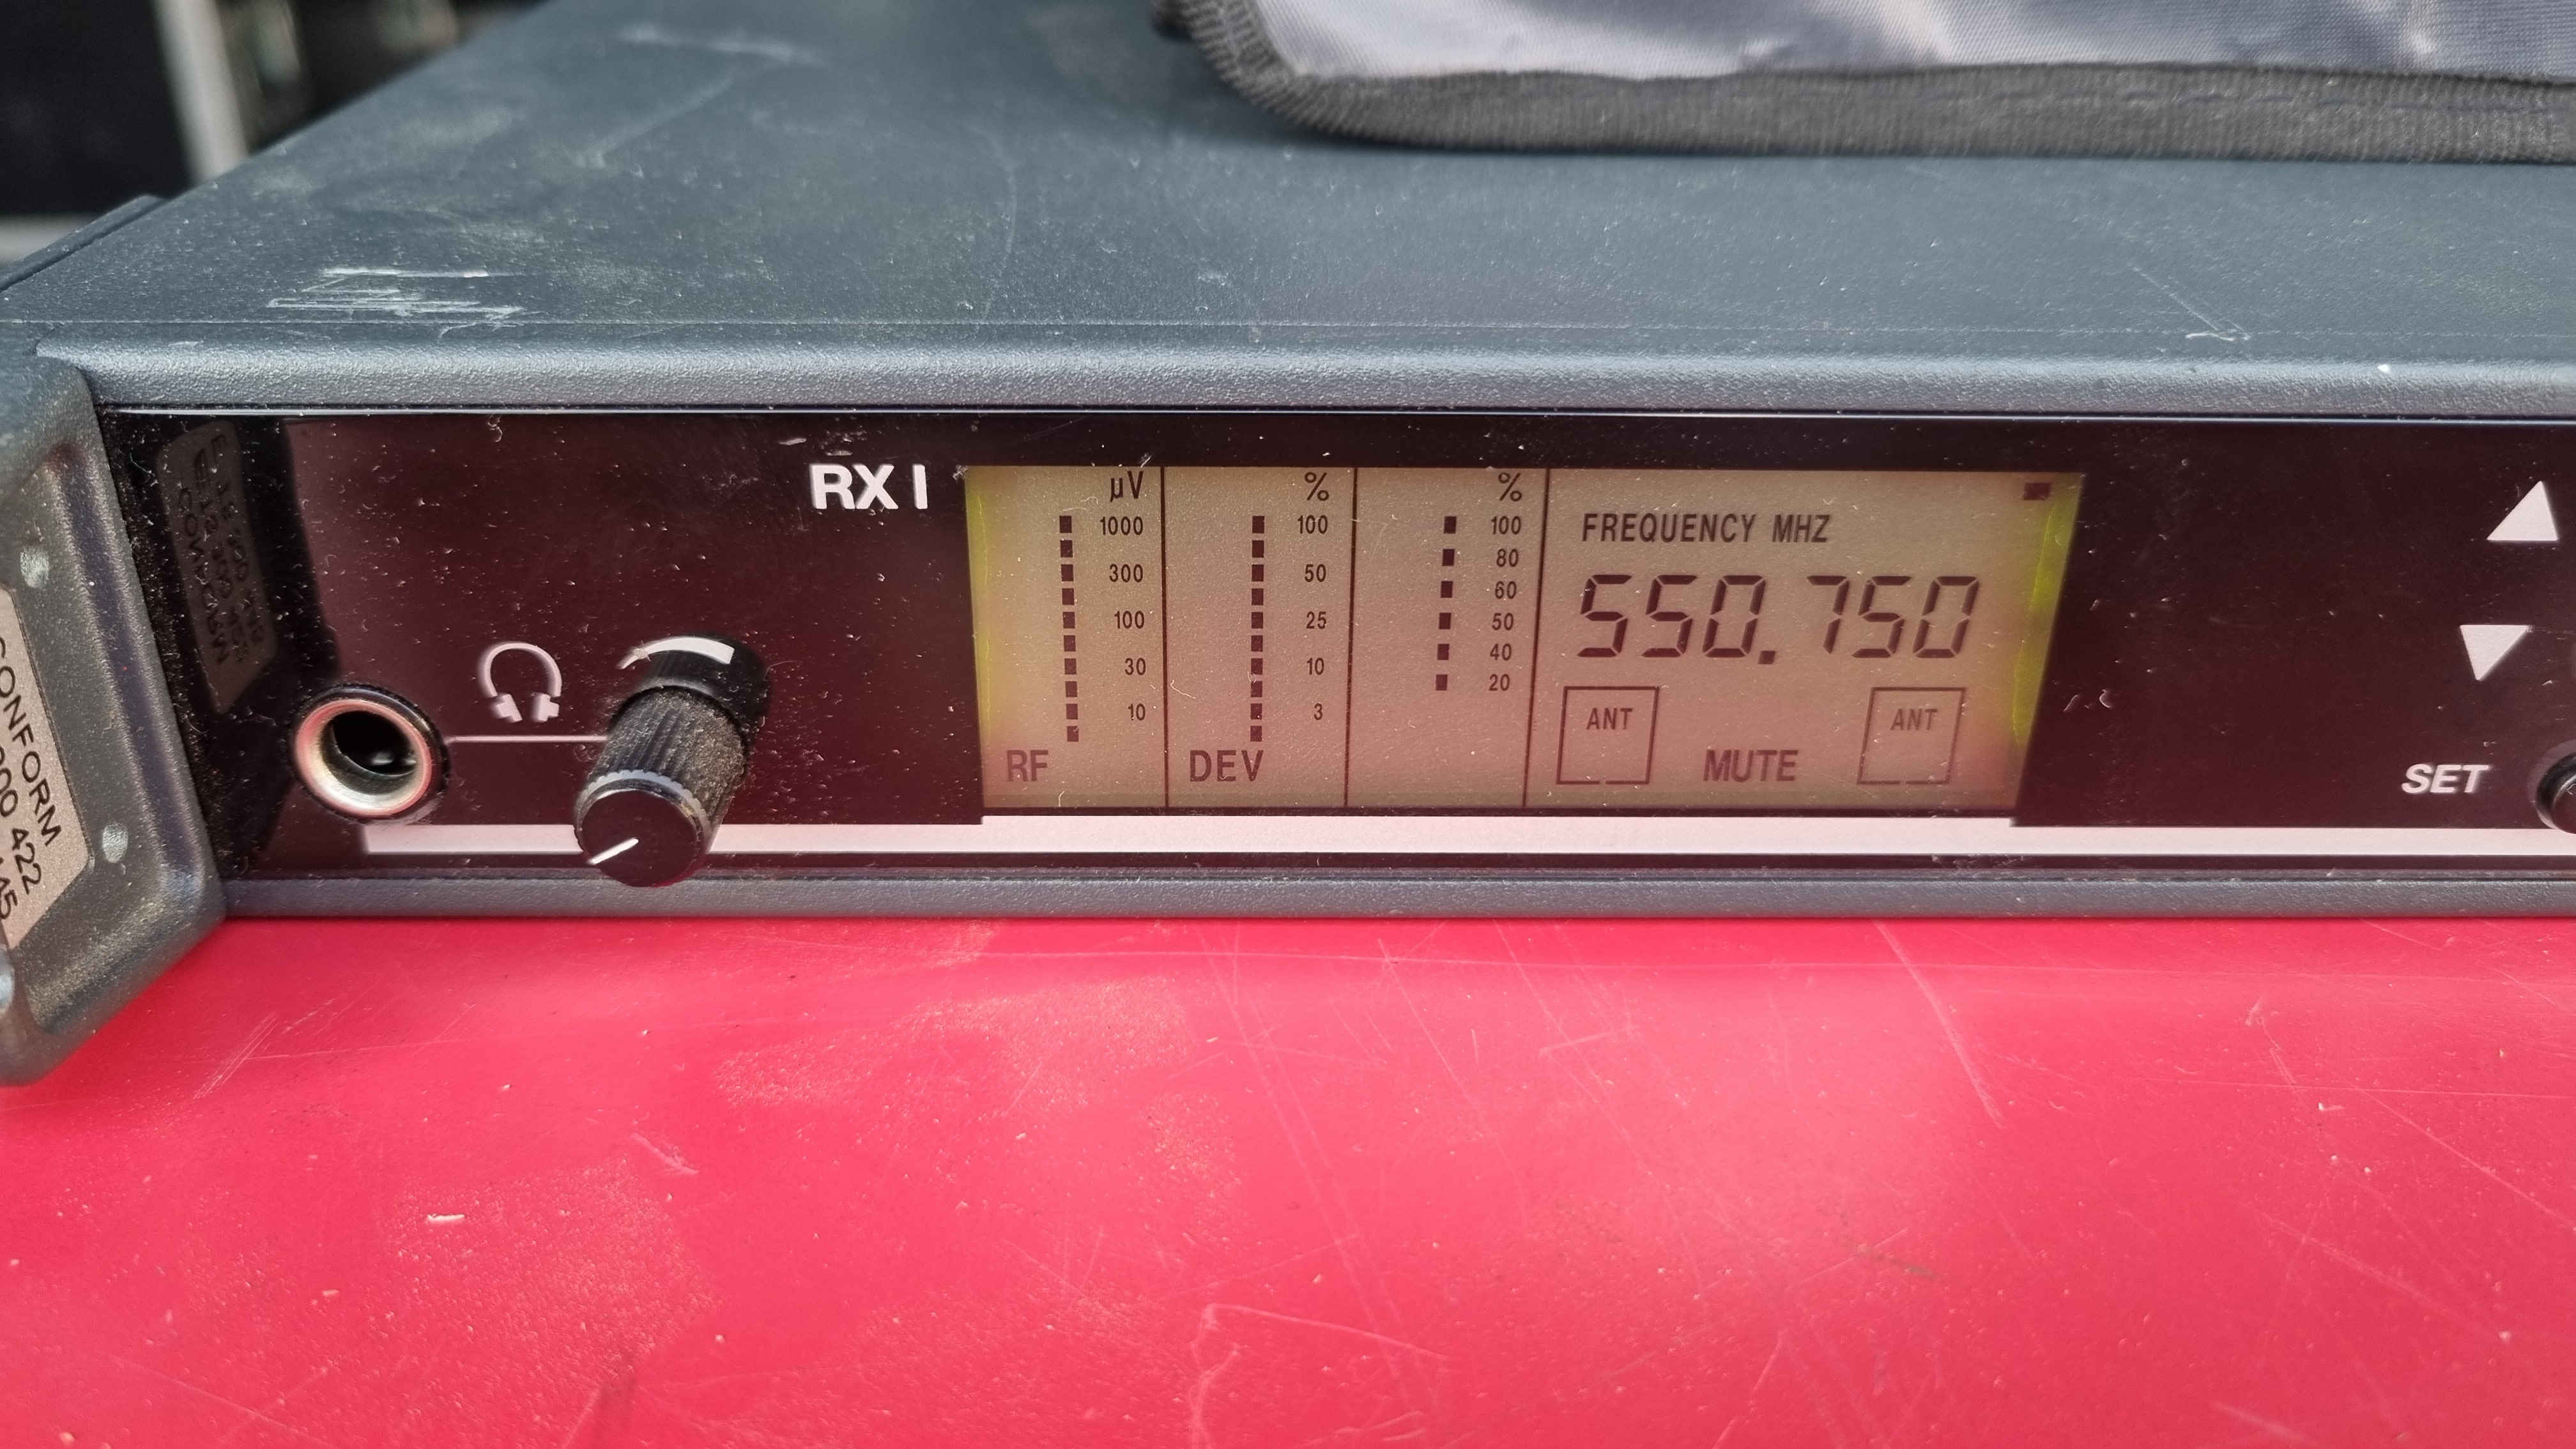 RX I
µV
1000
300
100
30
10
RF
%
100
50
25
10
3
DEV
%
100
80
60
50
40
20
FREQUENCY MHZ
550.750
ANT
MUTE
ANT
SET
CONFORM